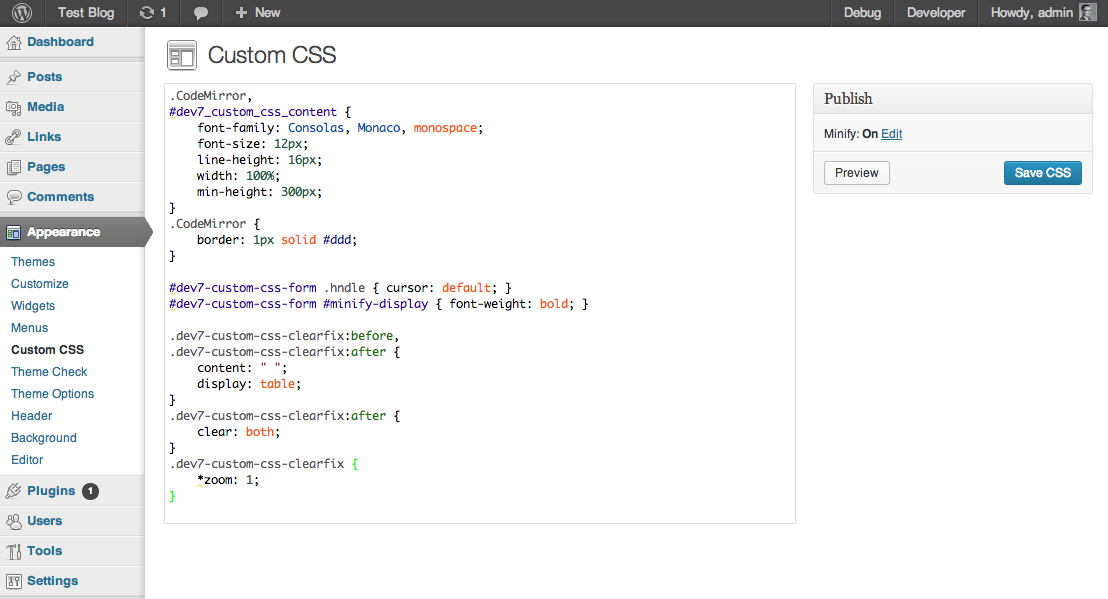 Test Blog 1 + New Debug Developer Howdy, admin
Dashboard
Posts
Media
Links
Pages
Comments
Appearance
Themes
Customize
Widgets
Menus
Custom CSS
Theme Check
Theme Options
Header
Background
Editor
Plugins 1
Users
Tools
Settings
Custom CSS
.CodeMirror,
#dev7_custom_css_content {
    font-family: Consolas, Monaco, monospace;
    font-size: 12px;
    line-height: 16px;
    width: 100%;
    min-height: 300px;
}
.CodeMirror {
    border: 1px solid #ddd;
}

#dev7-custom-css-form .hndle { cursor: default; }
#dev7-custom-css-form #minify-display { font-weight: bold; }

.dev7-custom-css-clearfix:before,
.dev7-custom-css-clearfix:after {
    content: " ";
    display: table;
}
.dev7-custom-css-clearfix:after {
    clear: both;
}
.dev7-custom-css-clearfix {
    *zoom: 1;
}
Publish
Minify: On Edit
Preview Save CSS